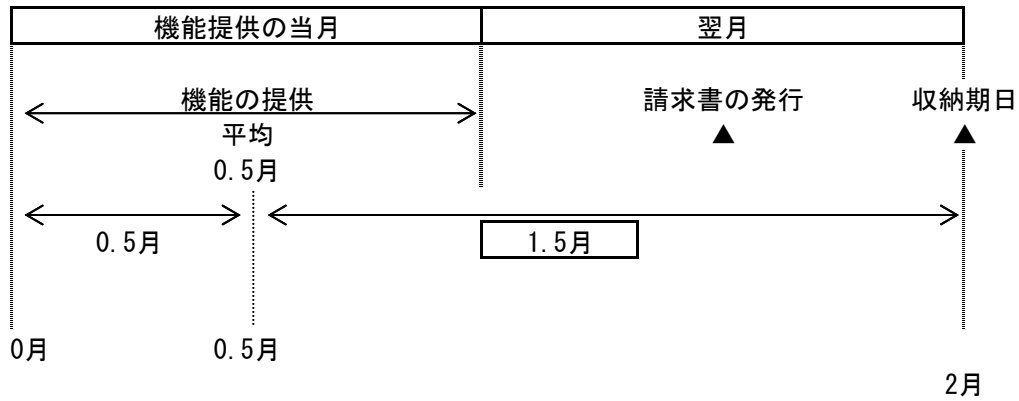 機能提供の当月 翌月
機能の提供 請求書の発行 収納期日
平均 ▲ ▲
0.5月
0.5月 1.5月
0月 0.5月
2月